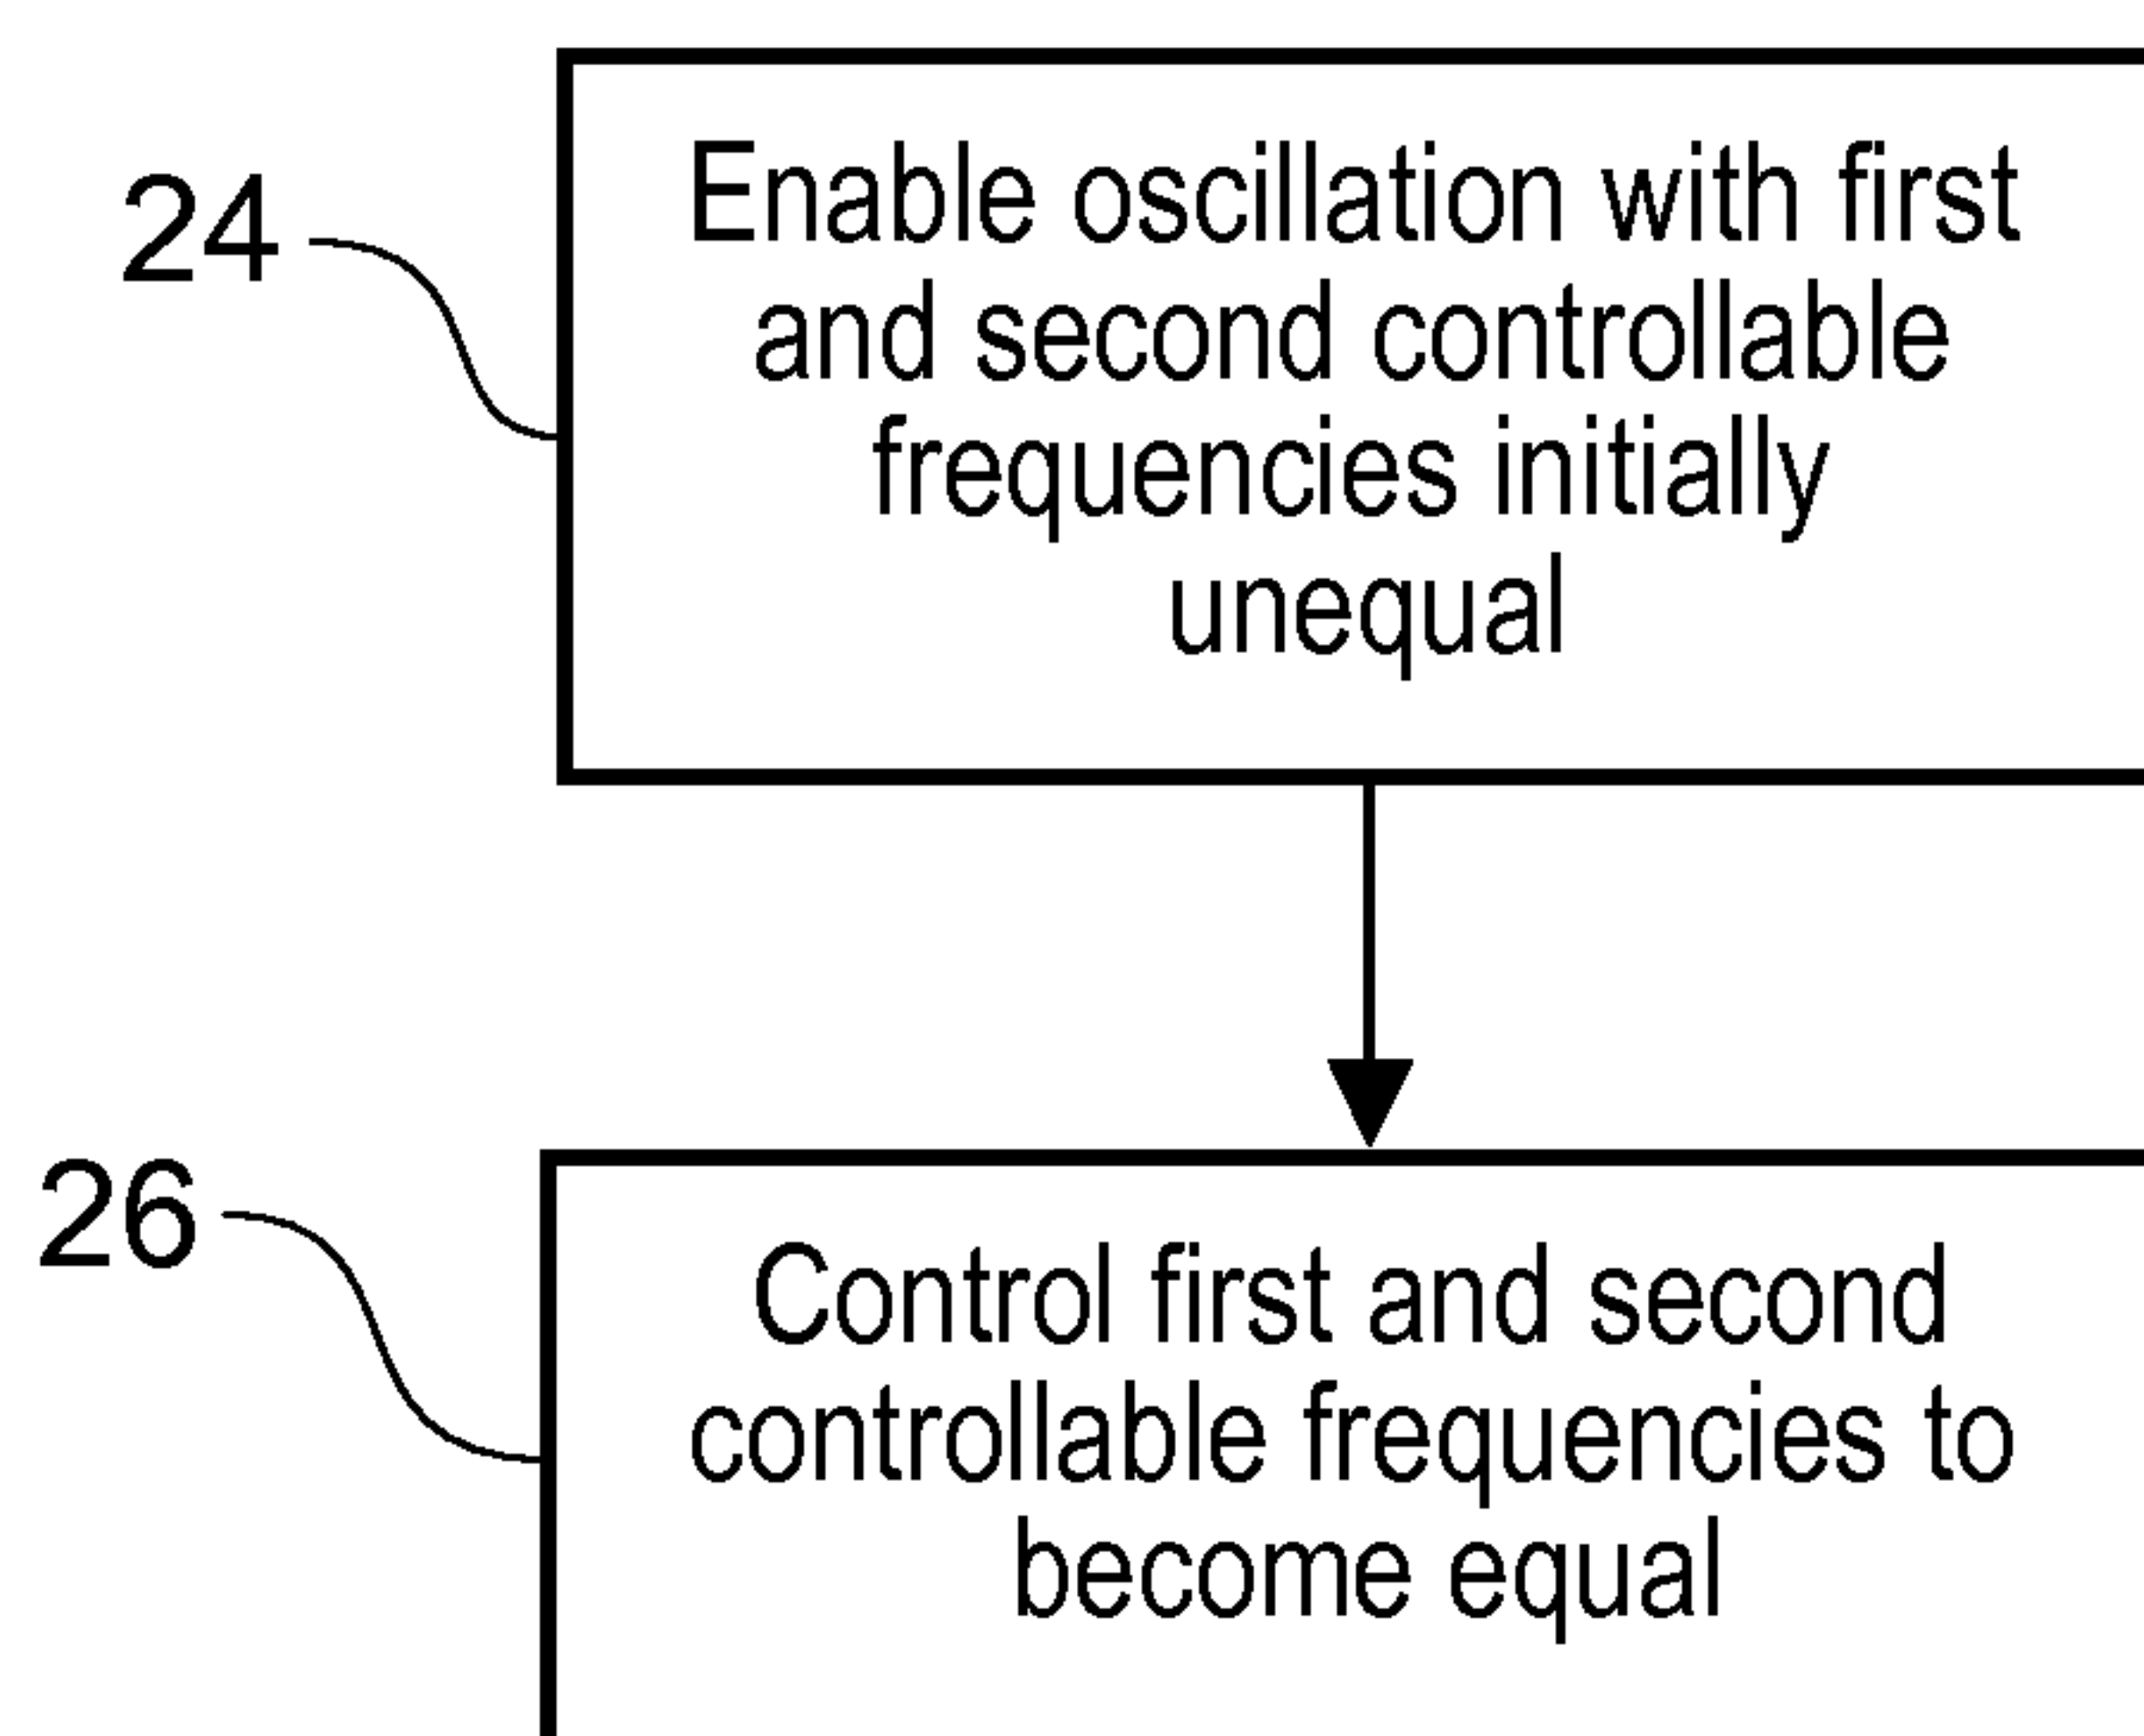 24
Enable oscillation with first
and second controllable
frequencies initially
unequal
26
Control first and second
controllable frequencies to
become equal